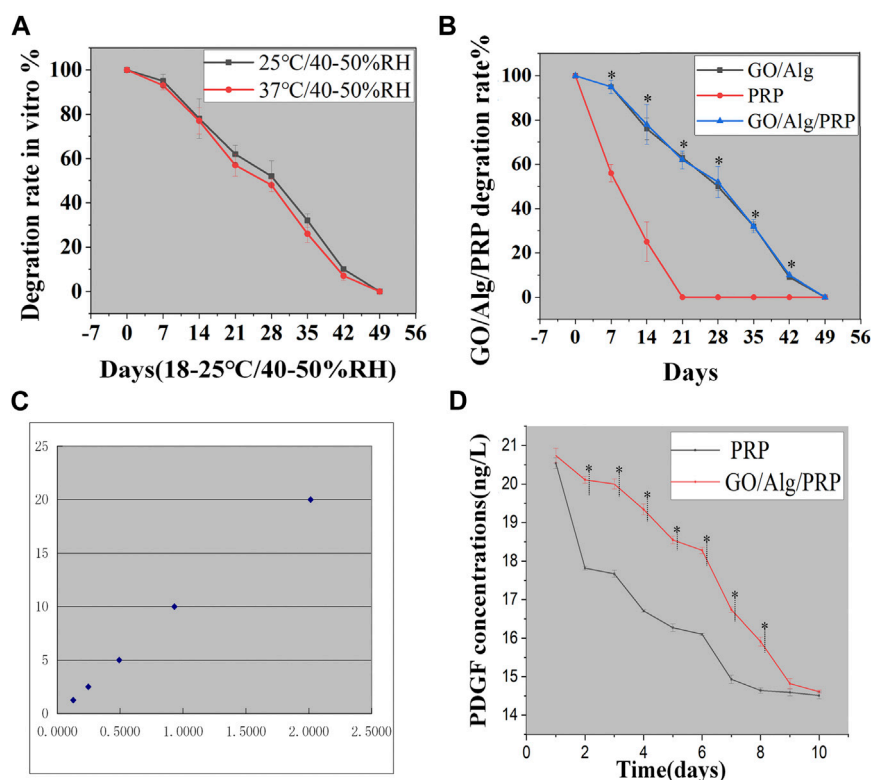 A
Degration rate in vitro %
100
80
60
40
20
0
25°C/40-50%RH
37°C/40-50%RH
-7 0 7 14 21 28 35 42 49 56
Days(18-25°C/40-50%RH)
B
GO/Alg/PRP degration rate%
100
80
60
40
20
0
GO/Alg
PRP
GO/Alg/PRP
* * * * * * *
-7 0 7 14 21 28 35 42 49 56
Days
C
25
20
15
10
5
0
0.0000 0.5000 1.0000 1.5000 2.0000 2.5000
D
PDGF concentrations(ng/L)
21
20
19
18
17
16
15
14
PRP
GO/Alg/PRP
* * * * * * *
0 2 4 6 8 10
Time(days)